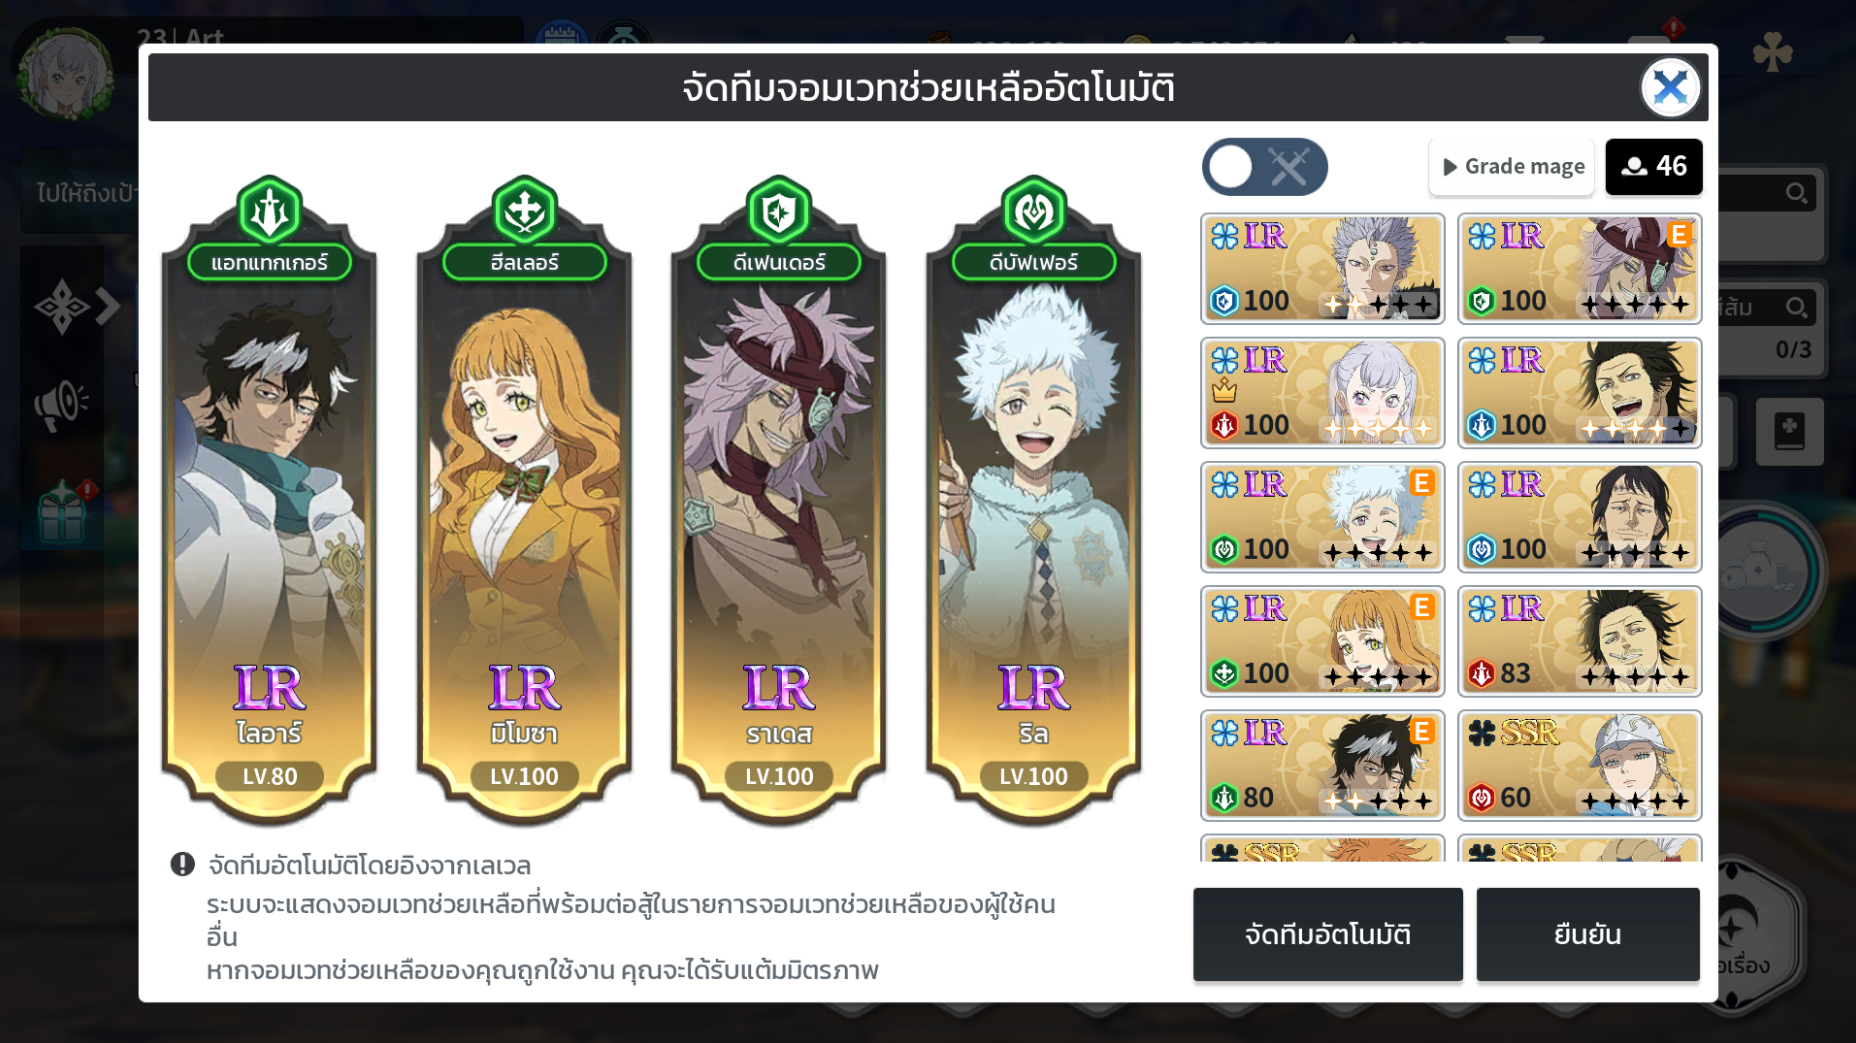 23| Art
จัดทีมจอมเวทช่วยเหลืออัตโนมัติ
ไปให้ถึงเป้า
Grade mage
46
แอทแทกเกอร์
ฮีลเลอร์
ดีเฟนเดอร์
ดีบัฟเฟอร์
LR
100
LR
E
100
LR
100
LR
100
0/3
LR
E
100
LR
100
LR
E
100
LR
83
LR
E
80
SSR
60
SSR
SSR
LR
ไลอาร์
LV.80
LR
มิโมซา
LV.100
LR
ราเดส
LV.100
LR
ริล
LV.100
จัดทีมอัตโนมัติโดยอิงจากเลเวล
ระบบจะแสดงจอมเวทช่วยเหลือที่พร้อมต่อสู้ในรายการจอมเวทช่วยเหลือของผู้ใช้คน
อื่น
หากจอมเวทช่วยเหลือของคุณถูกใช้งาน คุณจะได้รับแต้มมิตรภาพ
จัดทีมอัตโนมัติ
ยืนยัน